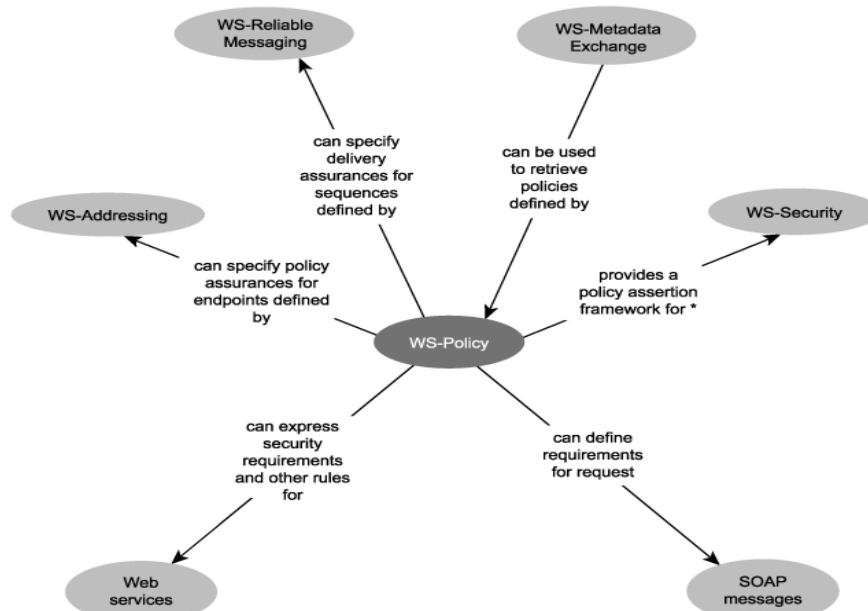 WS-Reliable
Messaging
WS-Metadata
Exchange
can specify
delivery
assurances for
sequences
defined by
can be used
to retrieve
policies
defined by
WS-Addressing
WS-Security
can specify policy
assurances for
endpoints defined
by
provides a
policy assertion
framework for *
WS-Policy
can express
security
requirements
and other rules
for
can define
requirements
for request
Web
services
SOAP
messages